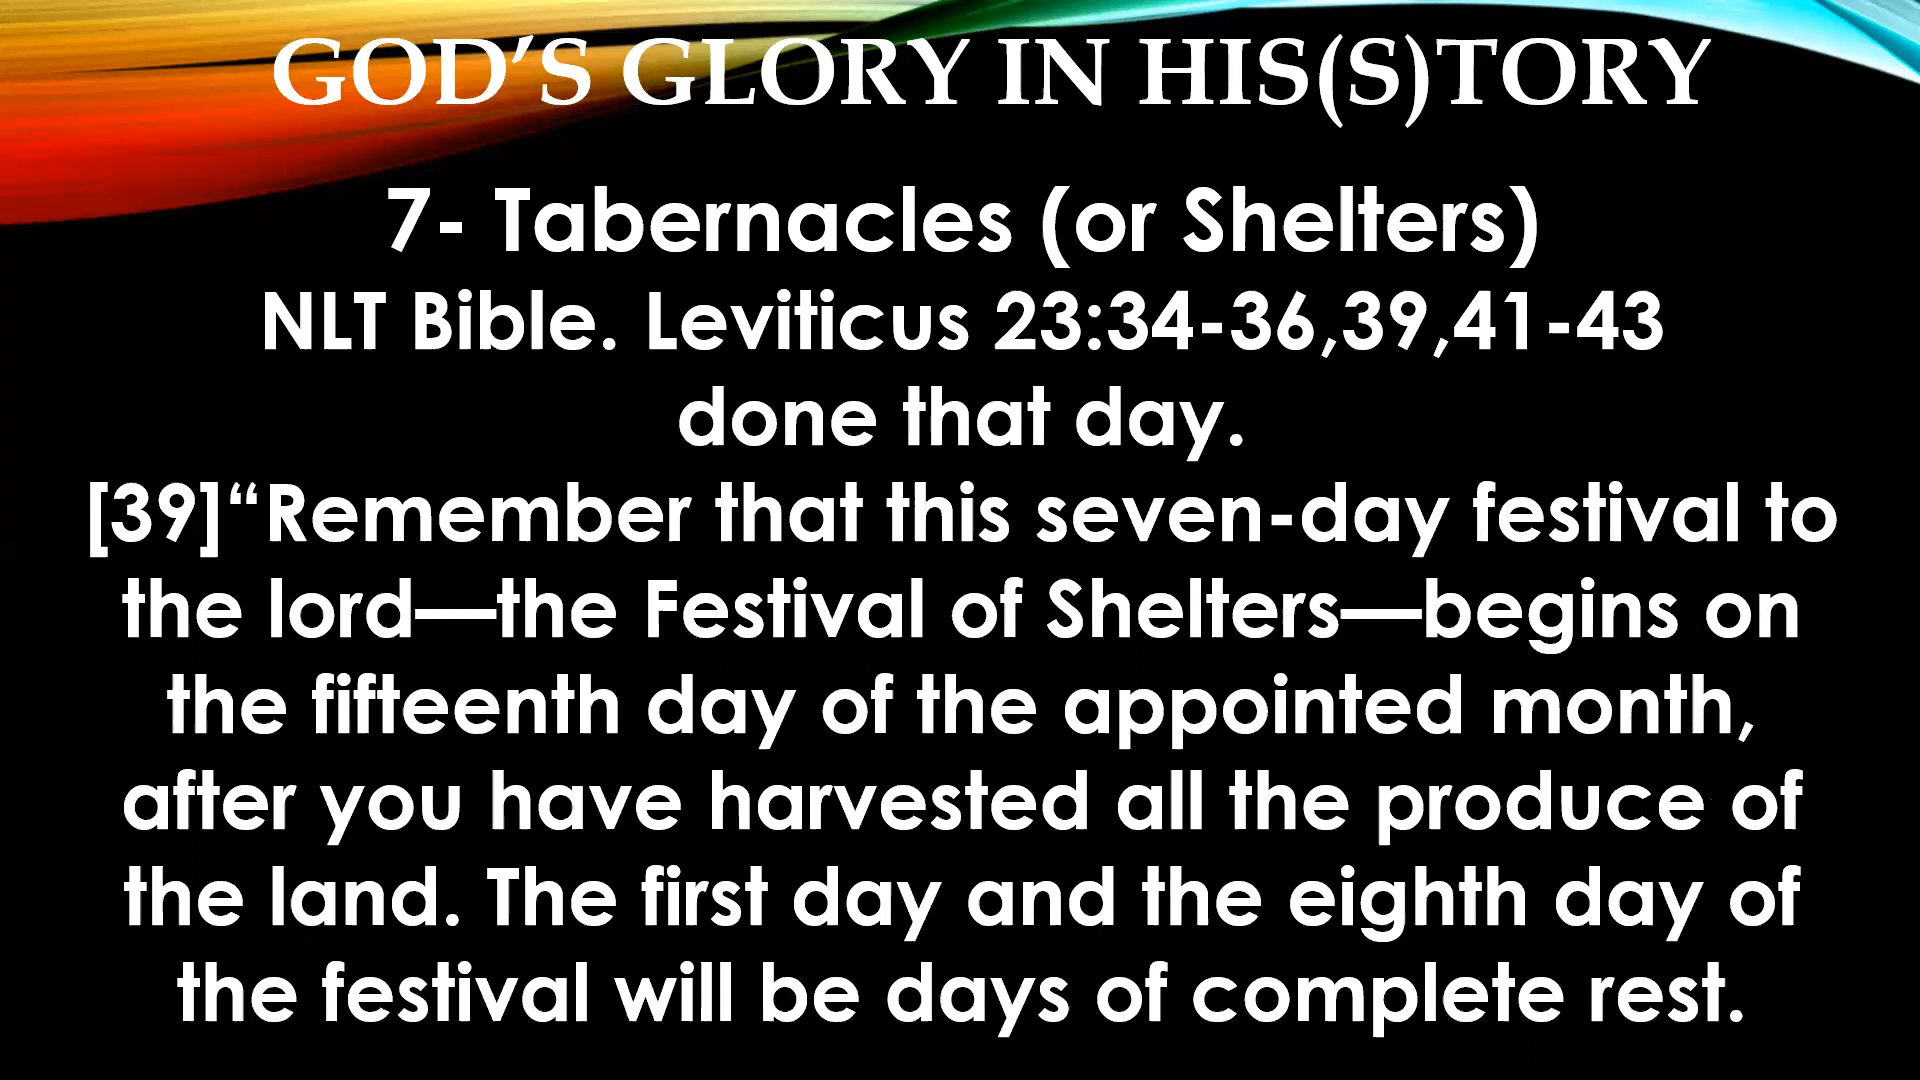 GOD’S GLORY IN HIS(S)TORY
7- Tabernacles (or Shelters)
NLT Bible. Leviticus 23:34-36,39,41-43
done that day.
[39]“Remember that this seven-day festival to
the lord—the Festival of Shelters—begins on
the fifteenth day of the appointed month,
after you have harvested all the produce of
the land. The first day and the eighth day of
the festival will be days of complete rest.